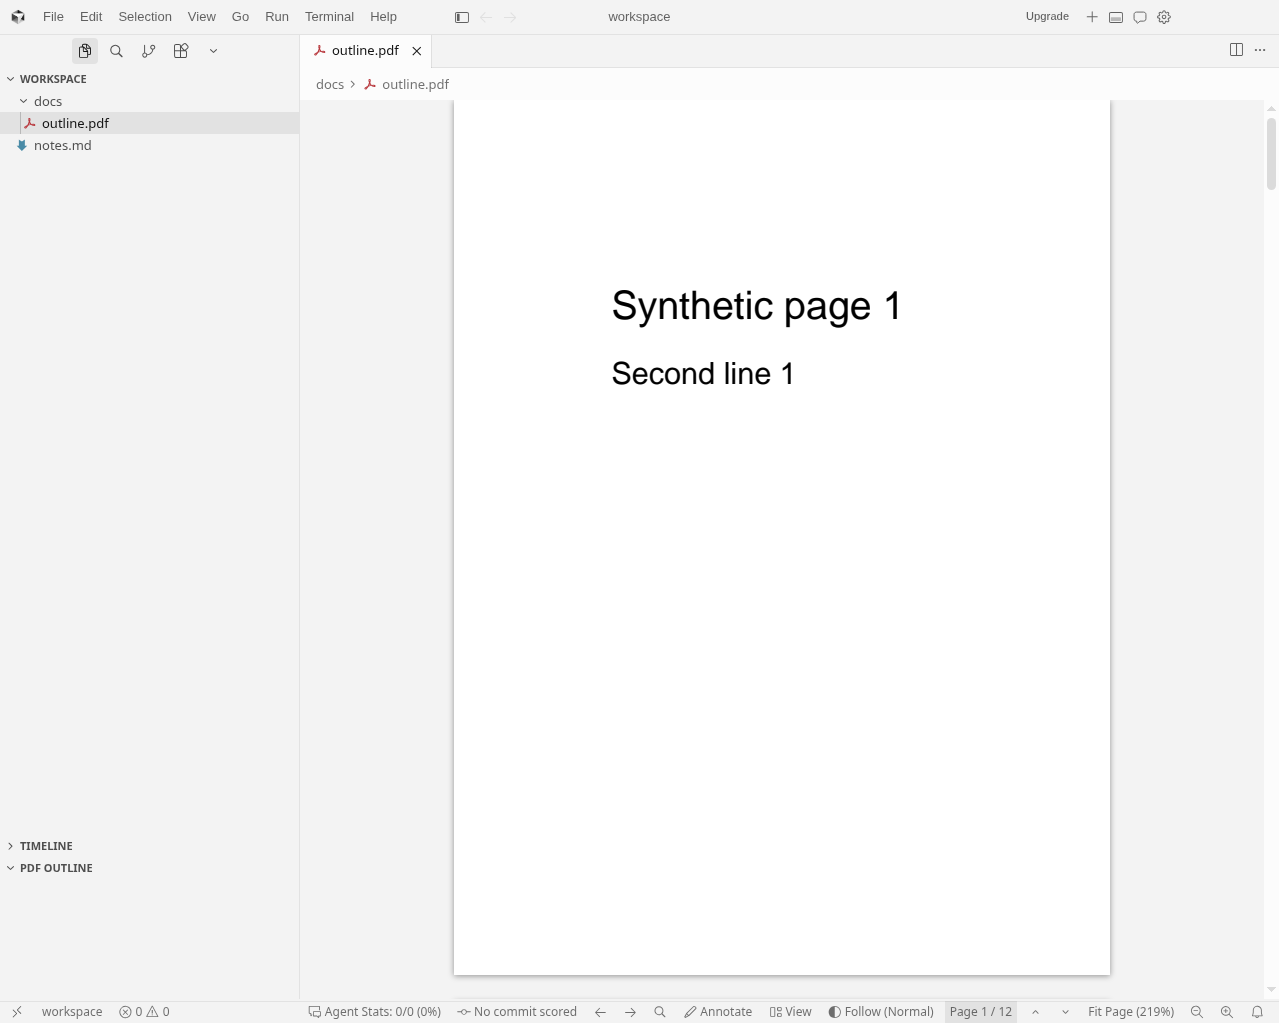 File Edit Selection View Go Run Terminal Help workspace Upgrade
outline.pdf
WORKSPACE
docs > outline.pdf
docs
outline.pdf
notes.md
Synthetic page 1
Second line 1
TIMELINE
PDF OUTLINE
workspace 0 0 Agent Stats: 0/0 (0%) No commit scored Annotate View Follow (Normal) Page 1 / 12 Fit Page (219%)